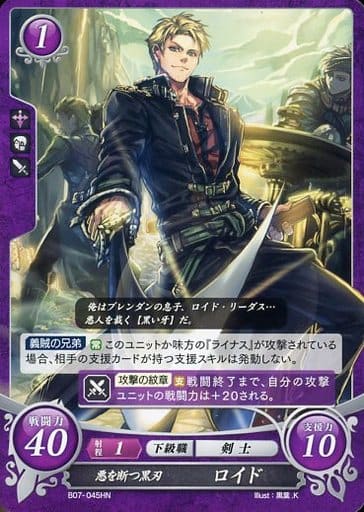 1
俺はブレンダンの息子、ロイド・リーダス…
悪人を裁く【黒い牙】だ。
義賊の兄弟 常 このユニットか味方の『ライナス』が攻撃されている
場合、相手の支援カードが持つ支援スキルは発動しない。
攻撃の紋章 支 戦闘終了まで、自分の攻撃
ユニットの戦闘力は+20される。
戦闘力
40
射程 1 下級職 剣士
支援力
10
悪を断つ黒刃 ロイド
B07-045HN
Illust:黒葉.K